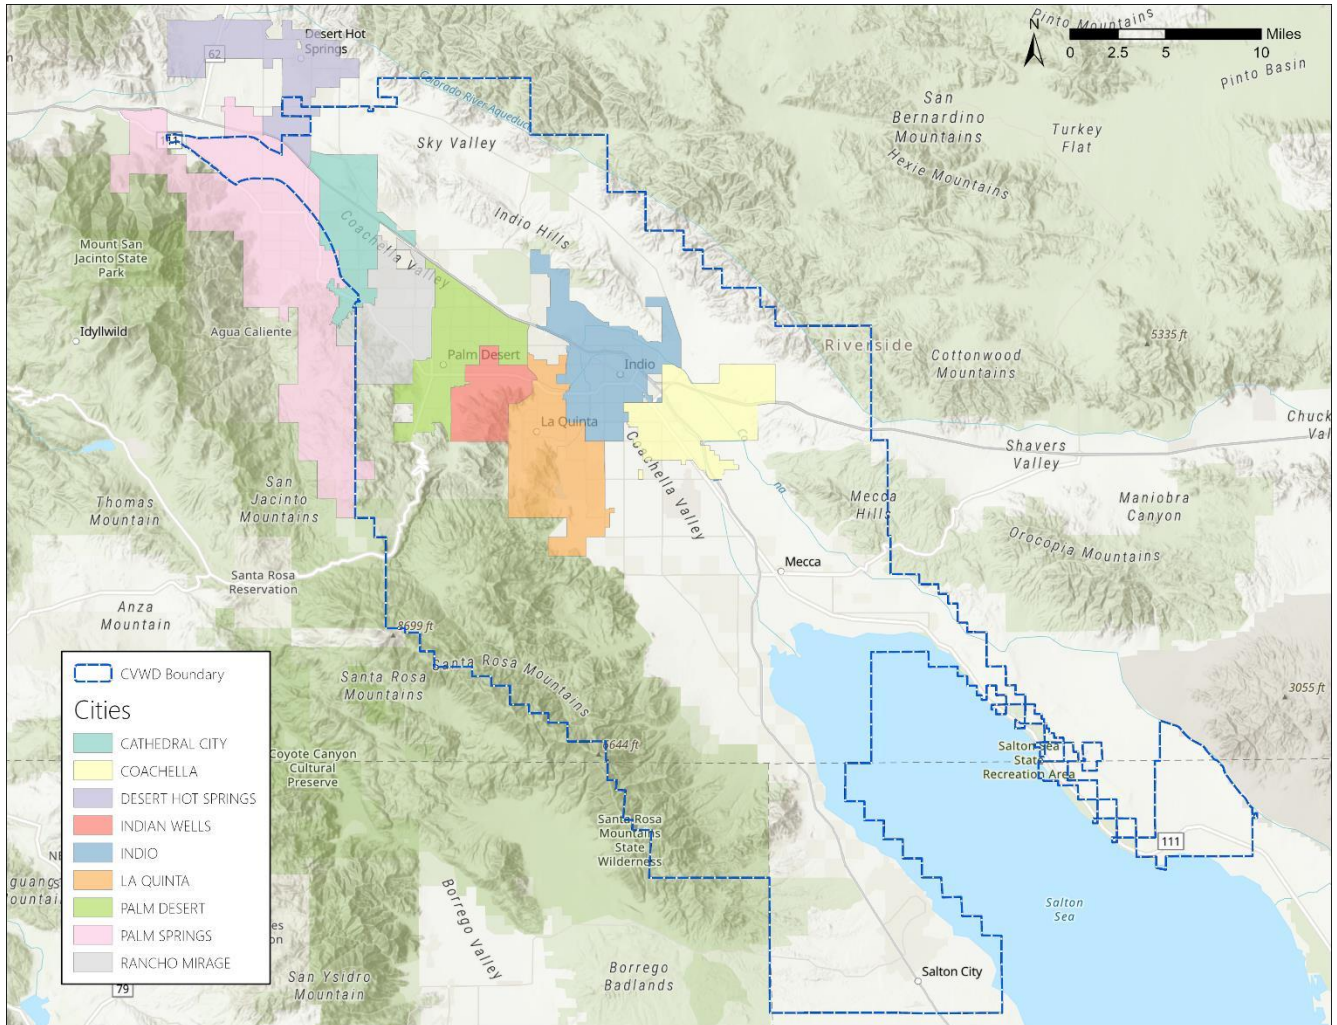 Pinto Mountains
N
Miles
0 2.5 5 10
Pinto Basin
Desert Hot
Springs
62
Colorado River Aqueduc
San
Bernardino
Mountains
Turkey
Flat
Hexie Mountains
Sky Valley
Indio Hills
Coachella Valley
Mount San
Jacinto State
Park
Idyllwild
Agua Caliente
5335 ft
Riverside
Cottonwood
Mountains
Palm Desert
Indio
La Quinta
Chuck
Val
Shavers
Valley
Coachella Valley
Co
na
San
Jacinto
Mountains
Thomas
Mountain
Mecca
Hills
Maniobra
Canyon
Orocopia Mountains
Mecca
Santa Rosa
Reservation
Anza
Mountain
8699 ft
Santa Rosa Mountains
Santa Rosa
Mountains
3055 ft
CVWD Boundary
Cities
CATHEDRAL CITY
COACHELLA
DESERT HOT SPRINGS
INDIAN WELLS
INDIO
LA QUINTA
PALM DESERT
PALM SPRINGS
RANCHO MIRAGE
Coyote Canyon
Cultural
Preserve
644 ft
Salton Sea
State
Recreation Area
Santa Rosa
Mountains
State
Wilderness
111
Salton
Sea
Borrego Valley
Borrego
Badlands
Salton City
San Ysidro
Mountain
79